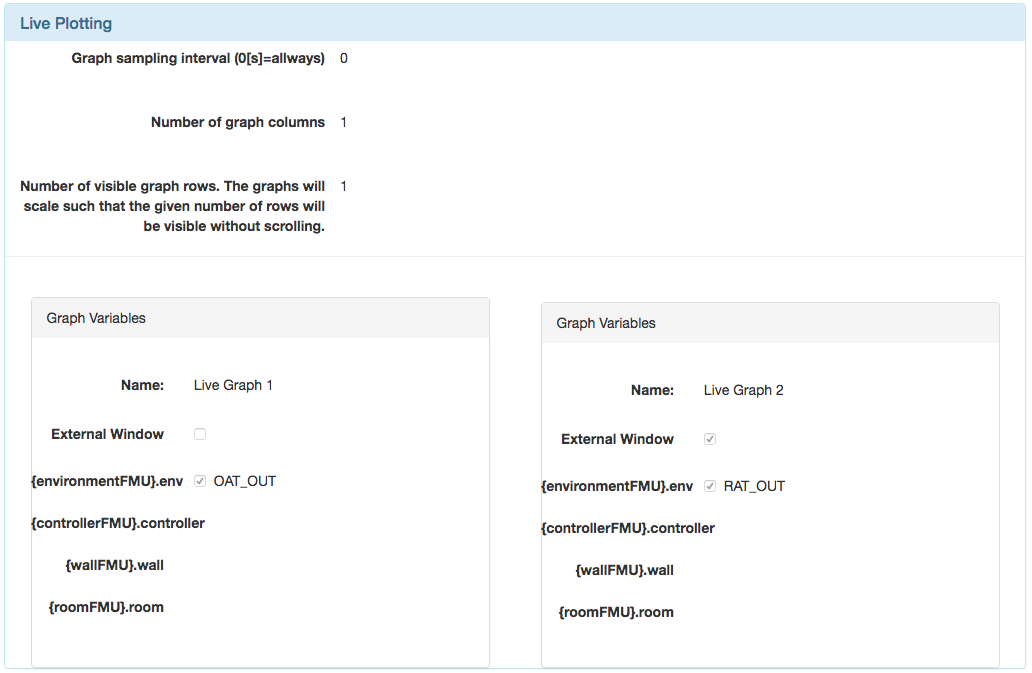 Live Plotting
Graph sampling interval (0[s]=allways) 0
Number of graph columns 1
Number of visible graph rows. The graphs will 1
scale such that the given number of rows will
be visible without scrolling.
Graph Variables
Name: Live Graph 1
External Window
{environmentFMU}.env OAT_OUT
{controllerFMU}.controller
{wallFMU}.wall
{roomFMU}.room
Graph Variables
Name: Live Graph 2
External Window
{environmentFMU}.env RAT_OUT
{controllerFMU}.controller
{wallFMU}.wall
{roomFMU}.room